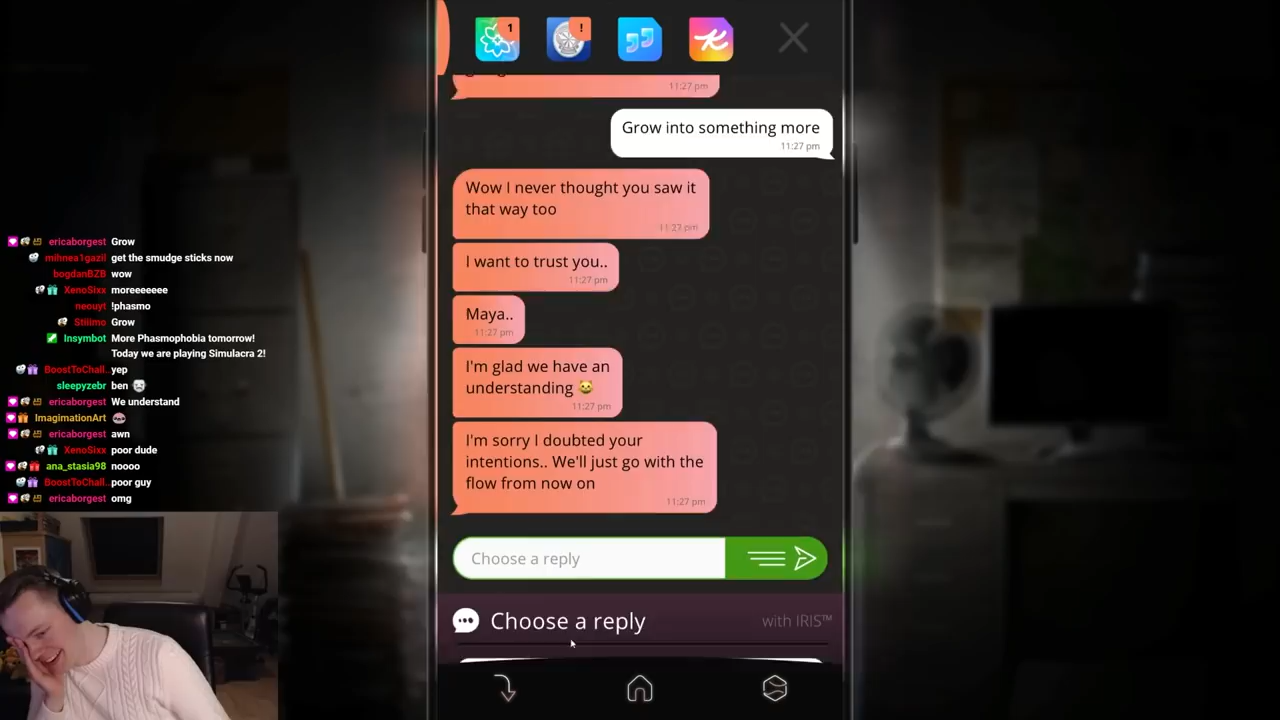 1
!
11:27 pm
Grow into something more
11:27 pm
Wow I never thought you saw it
that way too
11:27 pm
I want to trust you..
11:27 pm
Maya..
11:27 pm
I'm glad we have an
understanding 😺
11:27 pm
I'm sorry I doubted your
intentions.. We'll just go with the
flow from now on
11:27 pm
Choose a reply
Choose a reply
with IRIS™
ericaborgest Grow
mihnea1gazil get the smudge sticks now
bogdanBZB wow
XenoSixx moreeeeeee
neouyt !phasmo
Stiiimo Grow
Insymbot More Phasmophobia tomorrow!
Today we are playing Simulacra 2!
BoostToChall.. yep
sleepyzebr ben
ericaborgest We understand
ImaginationArt
ericaborgest awn
XenoSixx poor dude
ana_stasia98 noooo
BoostToChall.. poor guy
ericaborgest omg